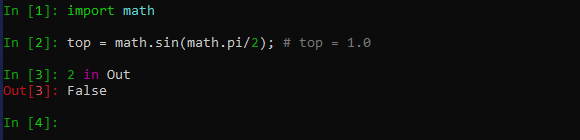 In [1]: import math
In [2]: top = math.sin(math.pi/2); # top = 1.0
In [3]: 2 in Out
Out[3]: False
In [4]: